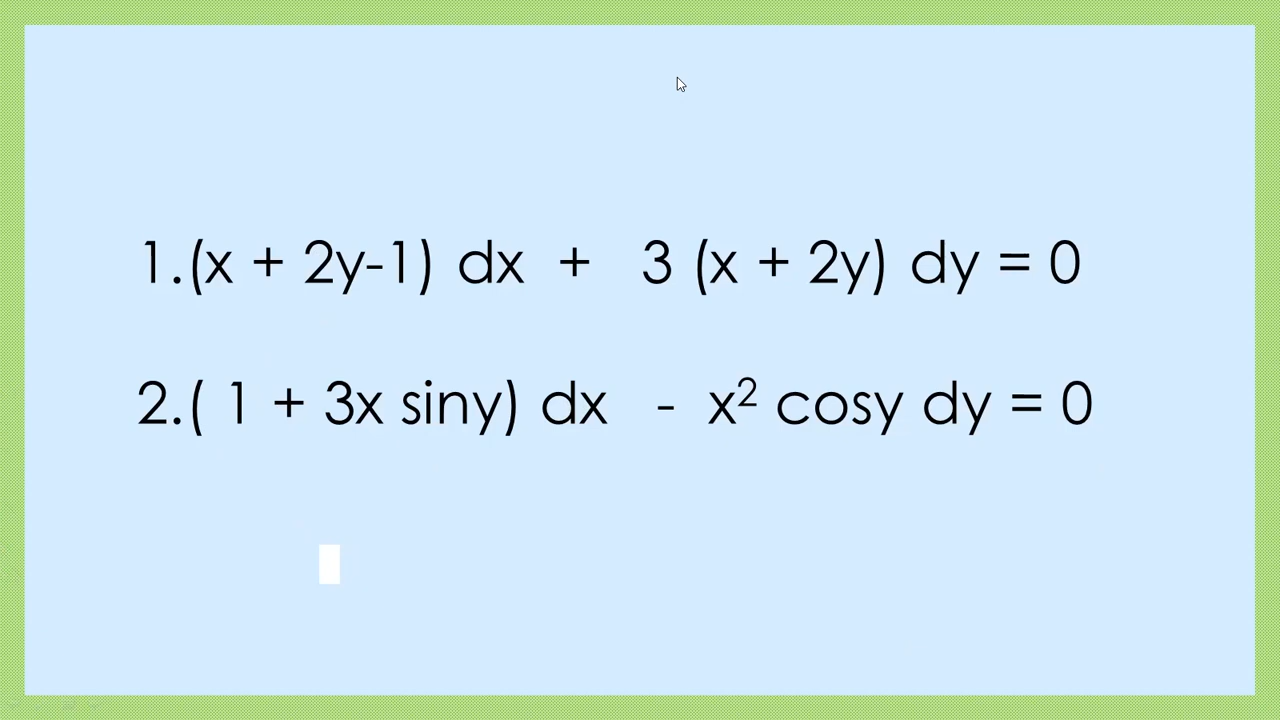 1.(x + 2y-1) dx + 3 (x + 2y) dy = 0
2.( 1 + 3x siny) dx - x² cosy dy = 0